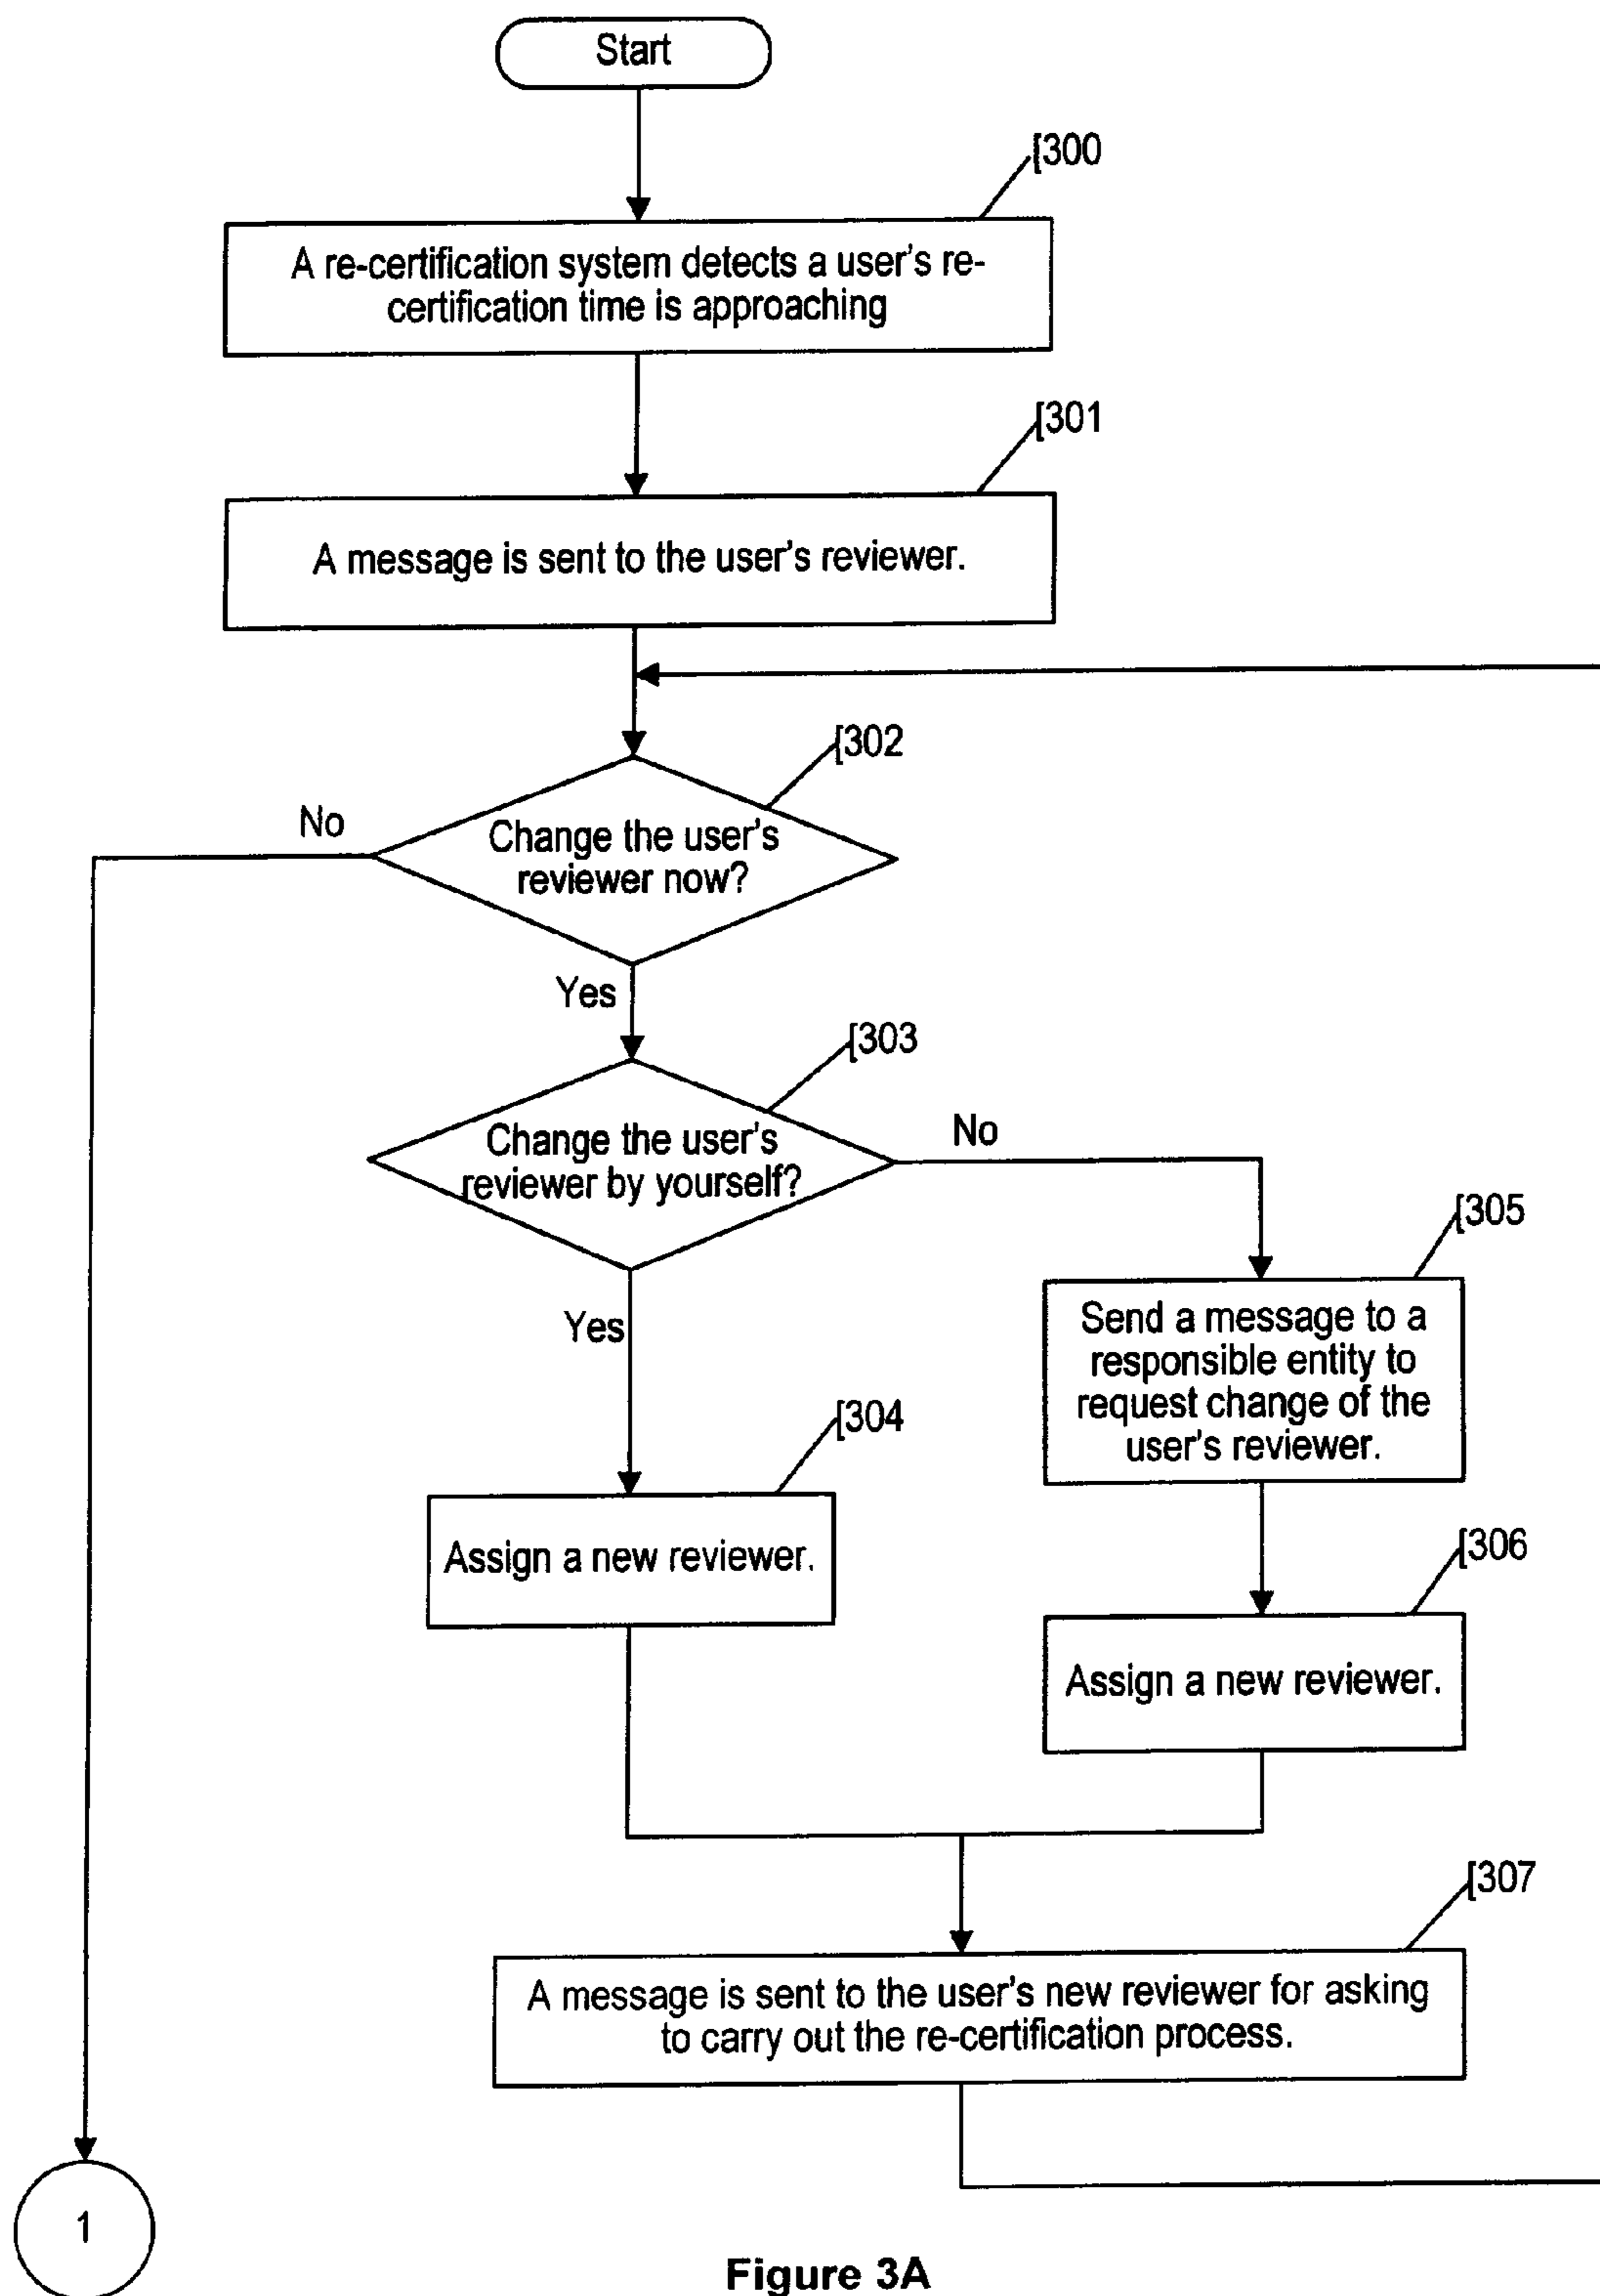 Start
[300
A re-certification system detects a user's re-
certification time is approaching
[301
A message is sent to the user's reviewer.
[302
No
Change the user's
reviewer now?
Yes
[303
Change the user's
reviewer by yourself?
No
[305
Send a message to a
responsible entity to
request change of the
user's reviewer.
Yes
[304
Assign a new reviewer.
[306
Assign a new reviewer.
[307
A message is sent to the user's new reviewer for asking
to carry out the re-certification process.
1
Figure 3A